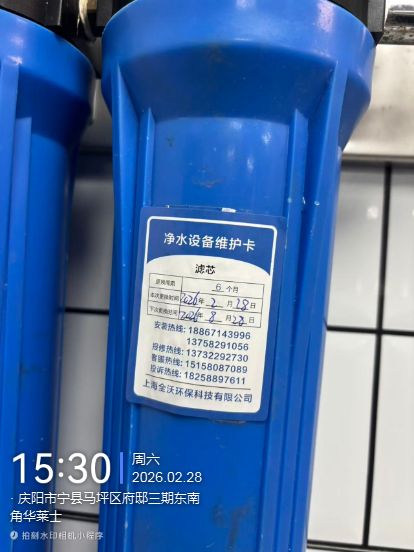 净水设备维护卡
滤芯
更换周期 6 个月
本次更换时间 2026 年 2 月 28 日
下次更换时间 2026 年 8 月 28 日
安装热线: 18867143996
13758291056
报修热线: 13732292730
客服热线: 15158087089
投诉热线: 18258897611
上海全沃环保科技有限公司
15:30
周六
2026.02.28
· 庆阳市宁县马坪区府邸三期东南
角华莱士
拍刻水印相机小程序